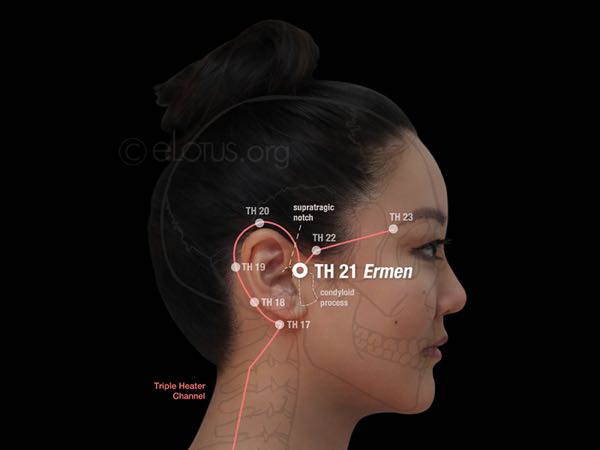 © eLotus.org
supratragic
notch
TH 20
TH 23
TH 22
TH 19
TH 21 Ermen
condyloid
process
TH 18
TH 17
Triple Heater
Channel